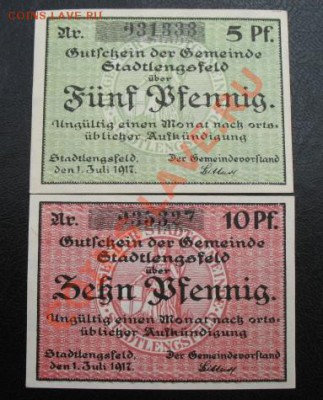 COINS.LAVE.RU
Nr. 931333 5 Pf.
Gutschein der Gemeinde
Stadtlengsfeld
über
Fünf Pfennig.
Ungültig einen Monat nach orts-
üblicher Aufkündigung
Stadtlengsfeld, Der Gemeindevorstand
den 1. Juli 1917.
Nr. 935327 10 Pf.
Gutschein der Gemeinde
Stadtlengsfeld
über
Zehn Pfennig.
Ungültig einen Monat nach orts-
üblicher Aufkündigung
Stadtlengsfeld, Der Gemeindevorstand
den 1. Juli 1917.